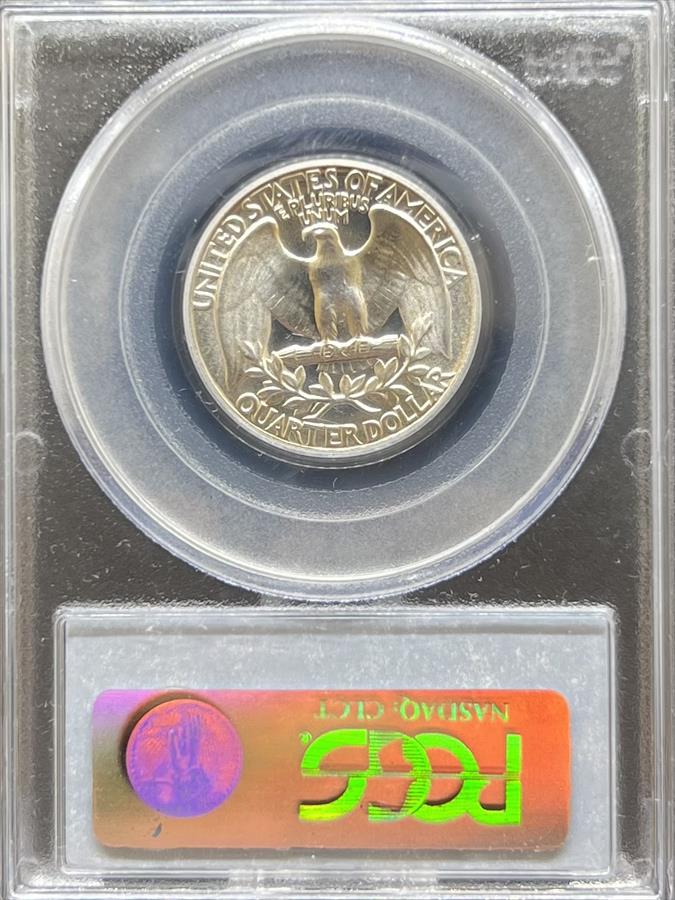 UNITED STATES OF AMERICA
E PLURIBUS
UNUM
QUARTER DOLLAR
NASDAQ: CLCT
PCGS®